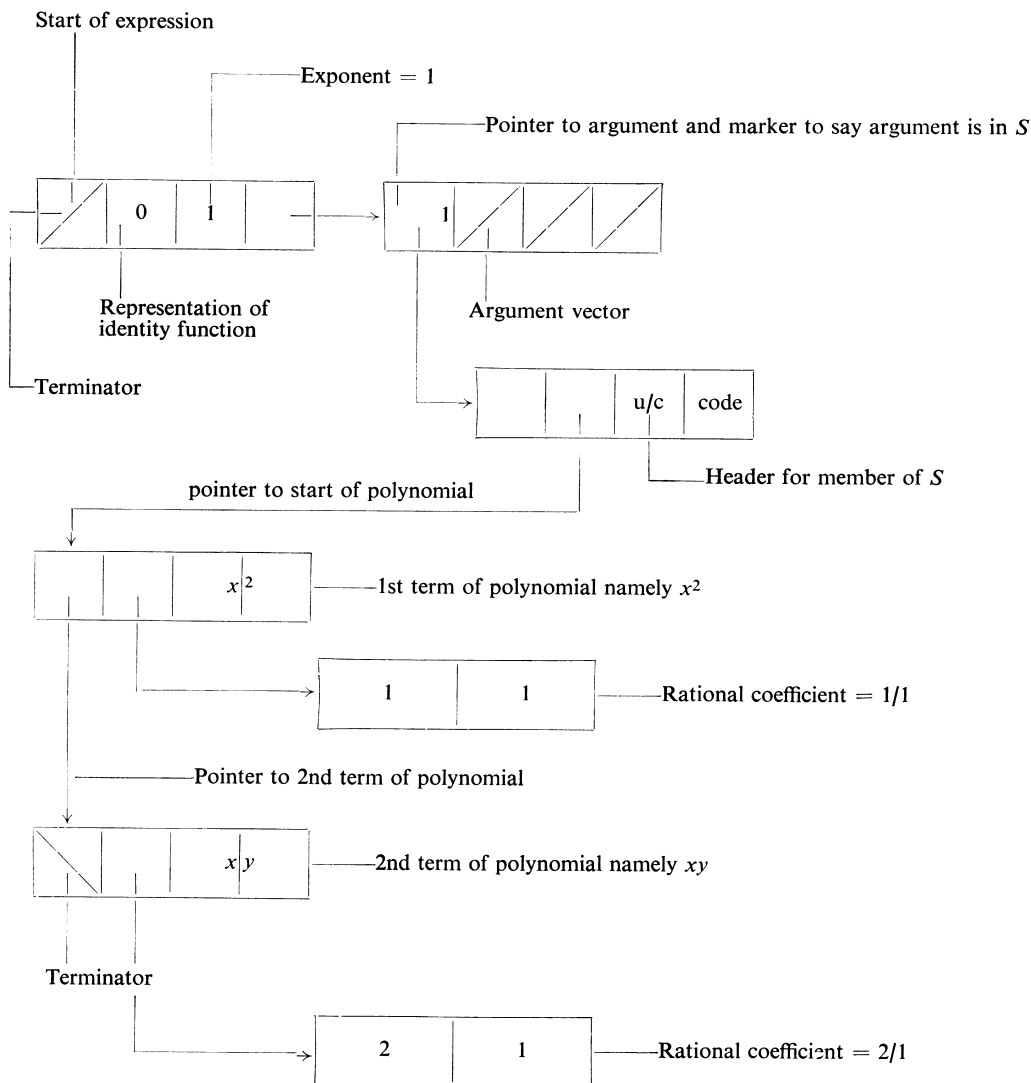 Start of expression
Exponent = 1
Pointer to argument and marker to say argument is in S
0 1
1
Representation of
identity function
Argument vector
Terminator
u/c code
Header for member of S
pointer to start of polynomial
x 2
1st term of polynomial namely x²
1 1
Rational coefficient = 1/1
Pointer to 2nd term of polynomial
x y
2nd term of polynomial namely xy
Terminator
2 1
Rational coefficient = 2/1